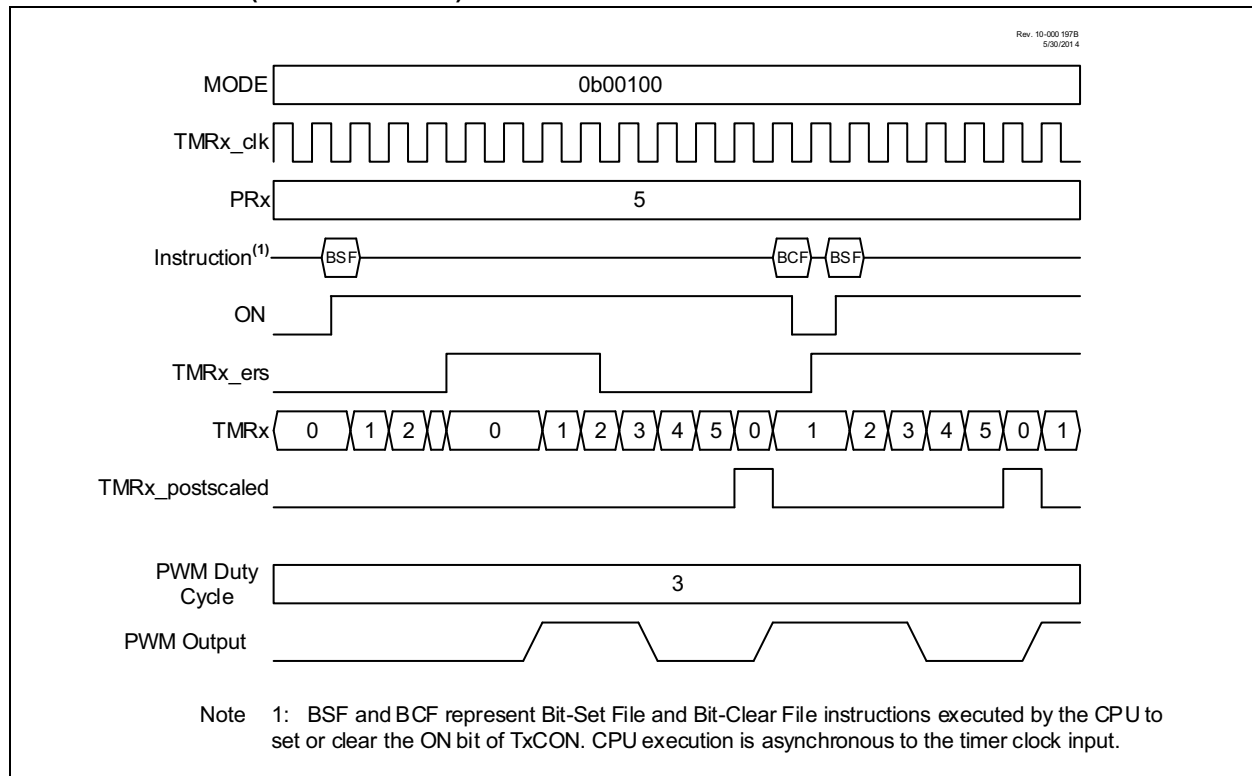 Rev. 10-000 197B
5/30/2014
MODE 0b00100
TMRx_clk
PRx 5
Instruction(1) BSF BCF BSF
ON
TMRx_ers
TMRx 0 1 2 0 1 2 3 4 5 0 1 2 3 4 5 0 1
TMRx_postscaled
PWM Duty
Cycle 3
PWM Output
Note 1: BSF and BCF represent Bit-Set File and Bit-Clear File instructions executed by the CPU to
set or clear the ON bit of TxCON. CPU execution is asynchronous to the timer clock input.